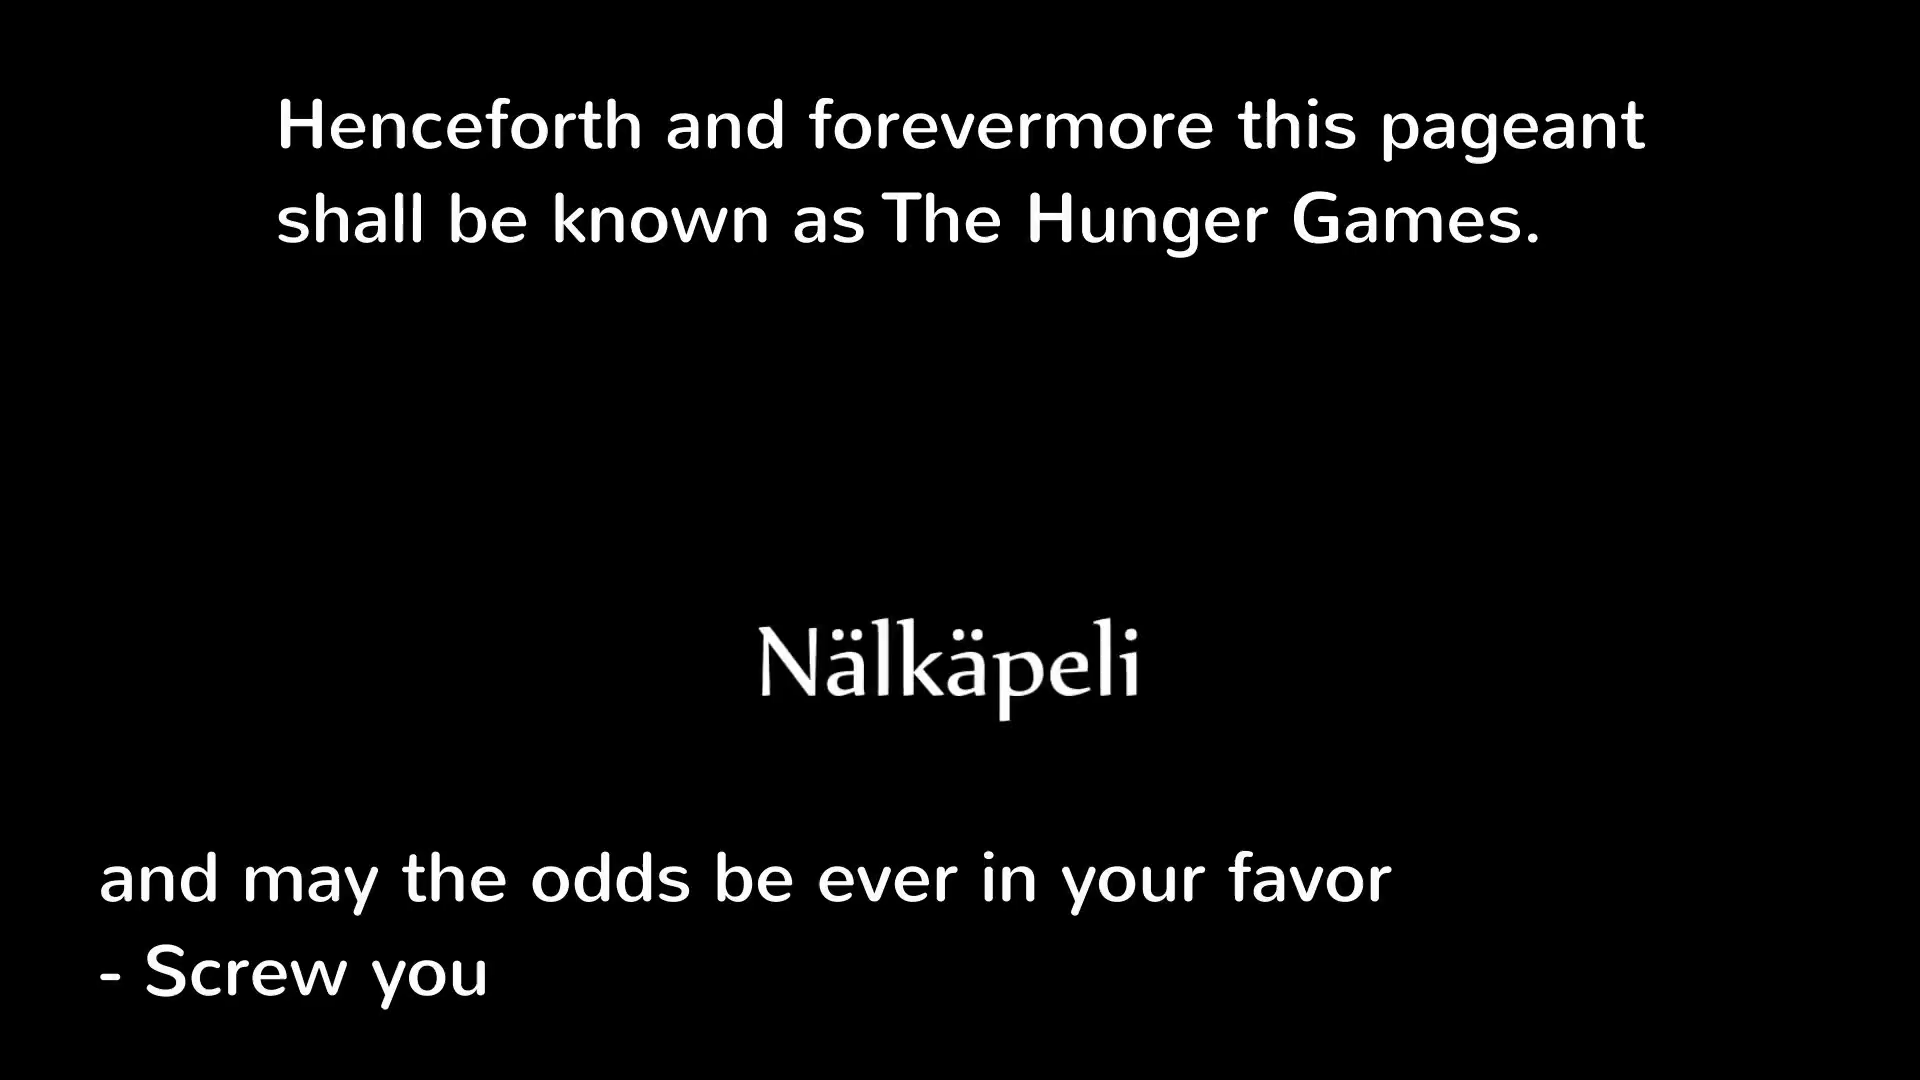 Henceforth and forevermore this pageant
shall be known as The Hunger Games.
Nälkäpeli
and may the odds be ever in your favor
- Screw you